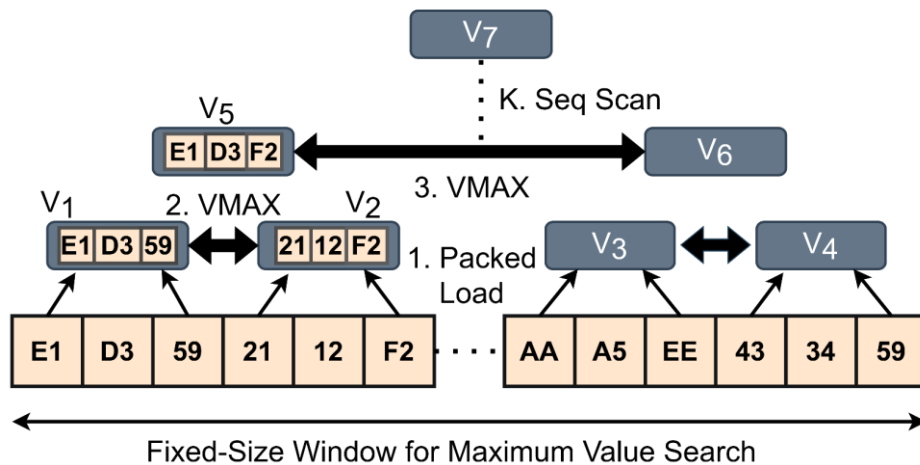 V7
K. Seq Scan
V5
E1 D3 F2
V6
3. VMAX
V1
2. VMAX
V2
E1 D3 59
21 12 F2
1. Packed
Load
V3
V4
E1 D3 59 21 12 F2 ..... AA A5 EE 43 34 59
Fixed-Size Window for Maximum Value Search